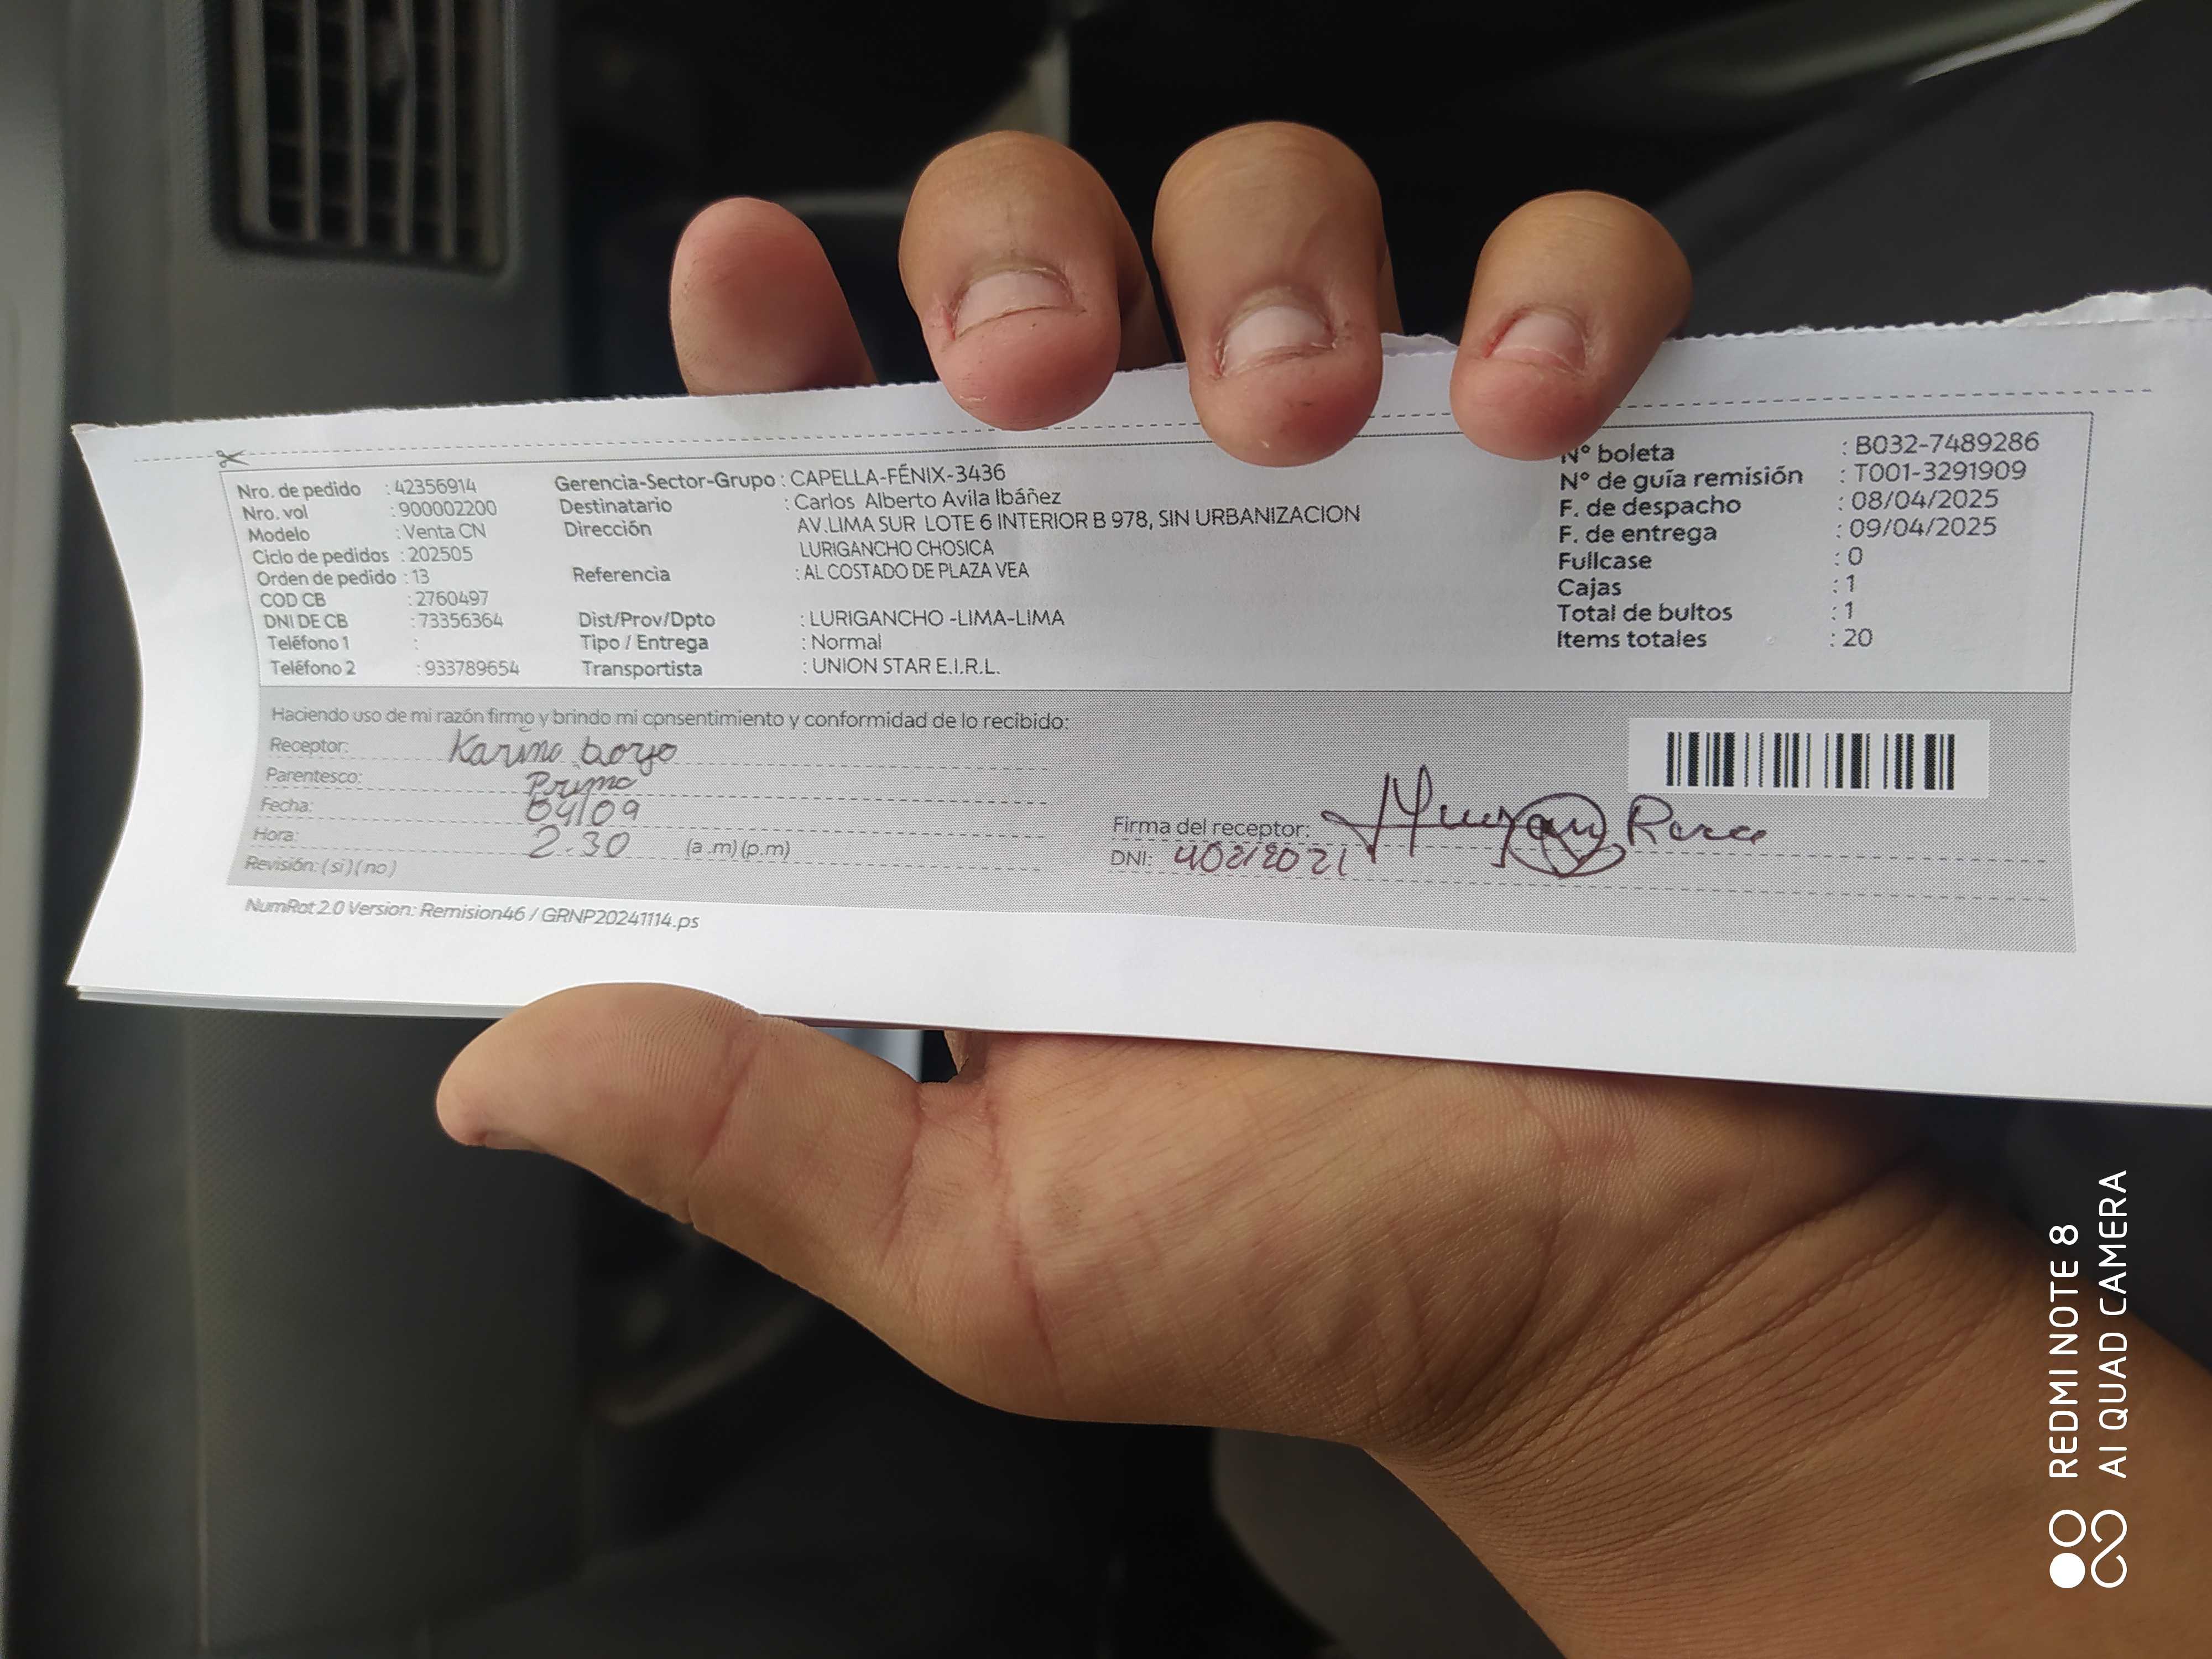 Nro. de pedido : 42356914
Nro. vol : 900002200
Modelo : Venta CN
Ciclo de pedidos : 202505
Orden de pedido : 13
COD CB : 2760497
DNI DE CB : 73356364
Teléfono 1 :
Teléfono 2 : 933789654
Gerencia-Sector-Grupo : CAPELLA-FÉNIX-3436
Destinatario : Carlos Alberto Avila Ibáñez
Dirección AV.LIMA SUR LOTE 6 INTERIOR B 978, SIN URBANIZACION
LURIGANCHO CHOSICA
Referencia : AL COSTADO DE PLAZA VEA
Dist/Prov/Dpto : LURIGANCHO -LIMA-LIMA
Tipo / Entrega : Normal
Transportista : UNION STAR E.I.R.L.
N° boleta : B032-7489286
N° de guía remisión : T001-3291909
F. de despacho : 08/04/2025
F. de entrega : 09/04/2025
Fullcase : 0
Cajas : 1
Total de bultos : 1
Items totales : 20
Haciendo uso de mi razón firmo y brindo mi consentimiento y conformidad de lo recibido:
Receptor: Karina borja
Parentesco: Prima
Fecha: 04/09
Hora: 2.30 (a .m) (p.m)
Revisión: ( si ) ( no )
Firma del receptor:
DNI:
NumRot 2.0 Version: Remision46 / GRNP20241114.ps
REDMI NOTE 8
AI QUAD CAMERA